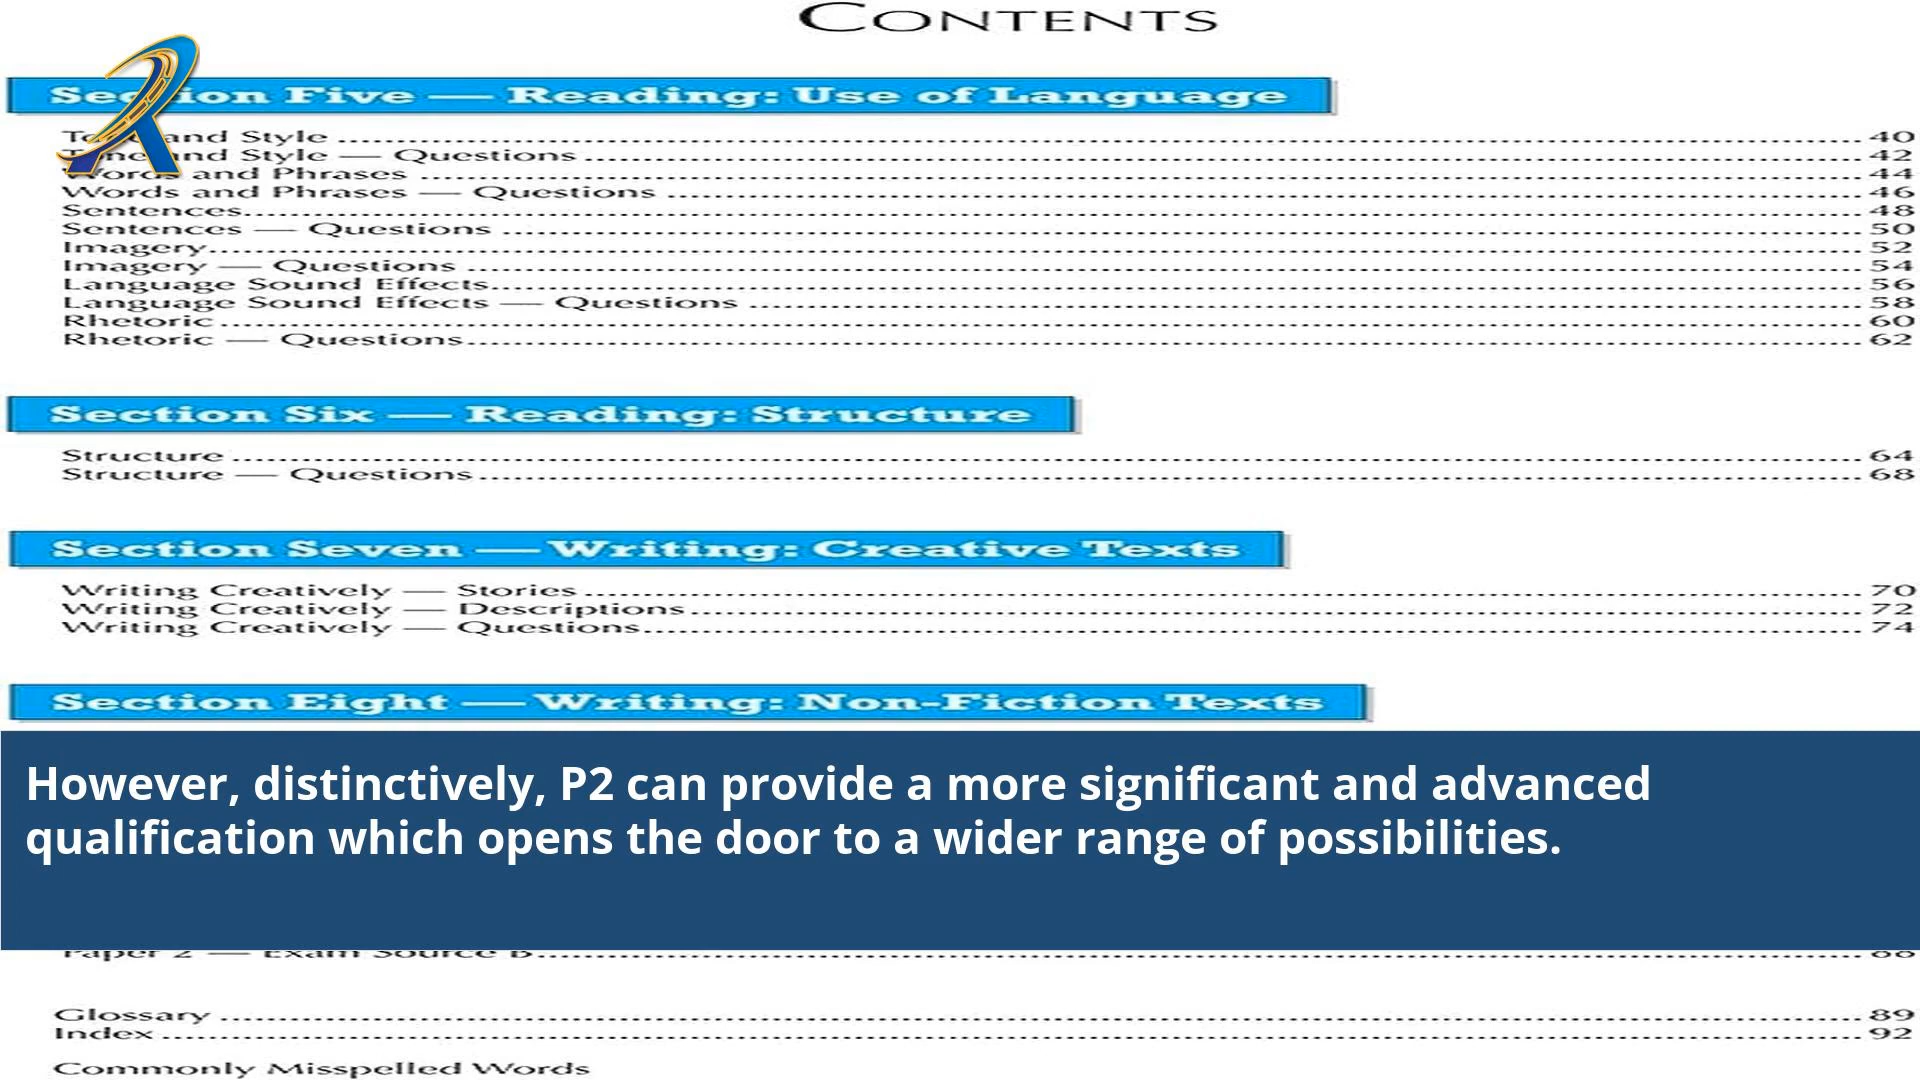 CONTENTS
Section Five — Reading: Use of Language
and Style 40
and Style — Questions 42
Words and Phrases 44
Words and Phrases — Questions 46
Sentences 48
Sentences — Questions 50
Imagery 52
Imagery — Questions 54
Language Sound Effects 56
Language Sound Effects — Questions 58
Rhetoric 60
Rhetoric — Questions 62
Section Six — Reading: Structure
Structure 64
Structure — Questions 68
Section Seven — Writing: Creative Texts
Writing Creatively — Stories 70
Writing Creatively — Descriptions 72
Writing Creatively — Questions 74
Section Eight — Writing: Non-Fiction Texts
However, distinctively, P2 can provide a more significant and advanced
qualification which opens the door to a wider range of possibilities.
Paper 2 — Exam Source B
Glossary 89
Index 92
Commonly Misspelled Words